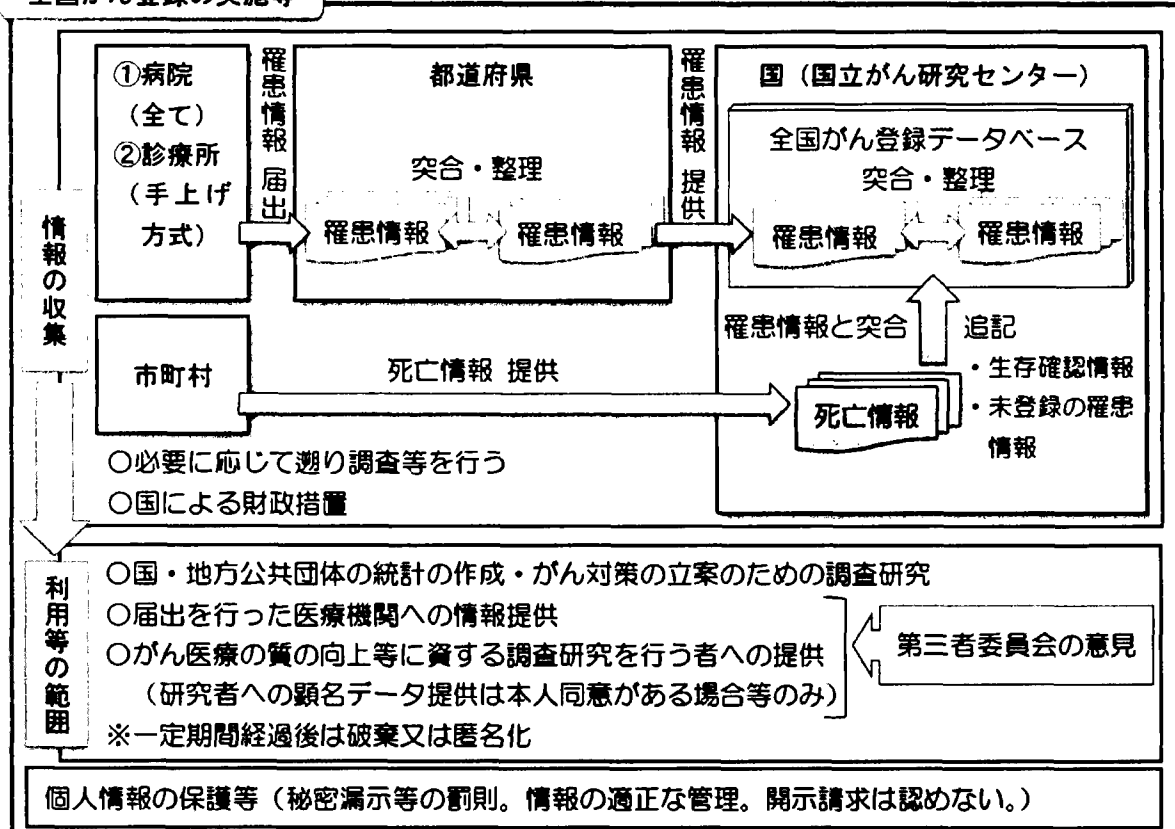 全国がん登録の実施等
情報の収集
①病院
(全て)
②診療所
(手上げ
方式)
罹患情報 届出
都道府県
突合・整理
罹患情報
罹患情報
罹患情報 提供
国(国立がん研究センター)
全国がん登録データベース
突合・整理
罹患情報
罹患情報
罹患情報と突合
追記
・生存確認情報
・未登録の罹患
情報
市町村
死亡情報 提供
死亡情報
○必要に応じて遡り調査等を行う
○国による財政措置
利用等の範囲
○国・地方公共団体の統計の作成・がん対策の立案のための調査研究
○届出を行った医療機関への情報提供
○がん医療の質の向上等に資する調査研究を行う者への提供
(研究者への顕名データ提供は本人同意がある場合等のみ)
※一定期間経過後は破棄又は匿名化
第三者委員会の意見
個人情報の保護等(秘密漏示等の罰則。情報の適正な管理。開示請求は認めない。)